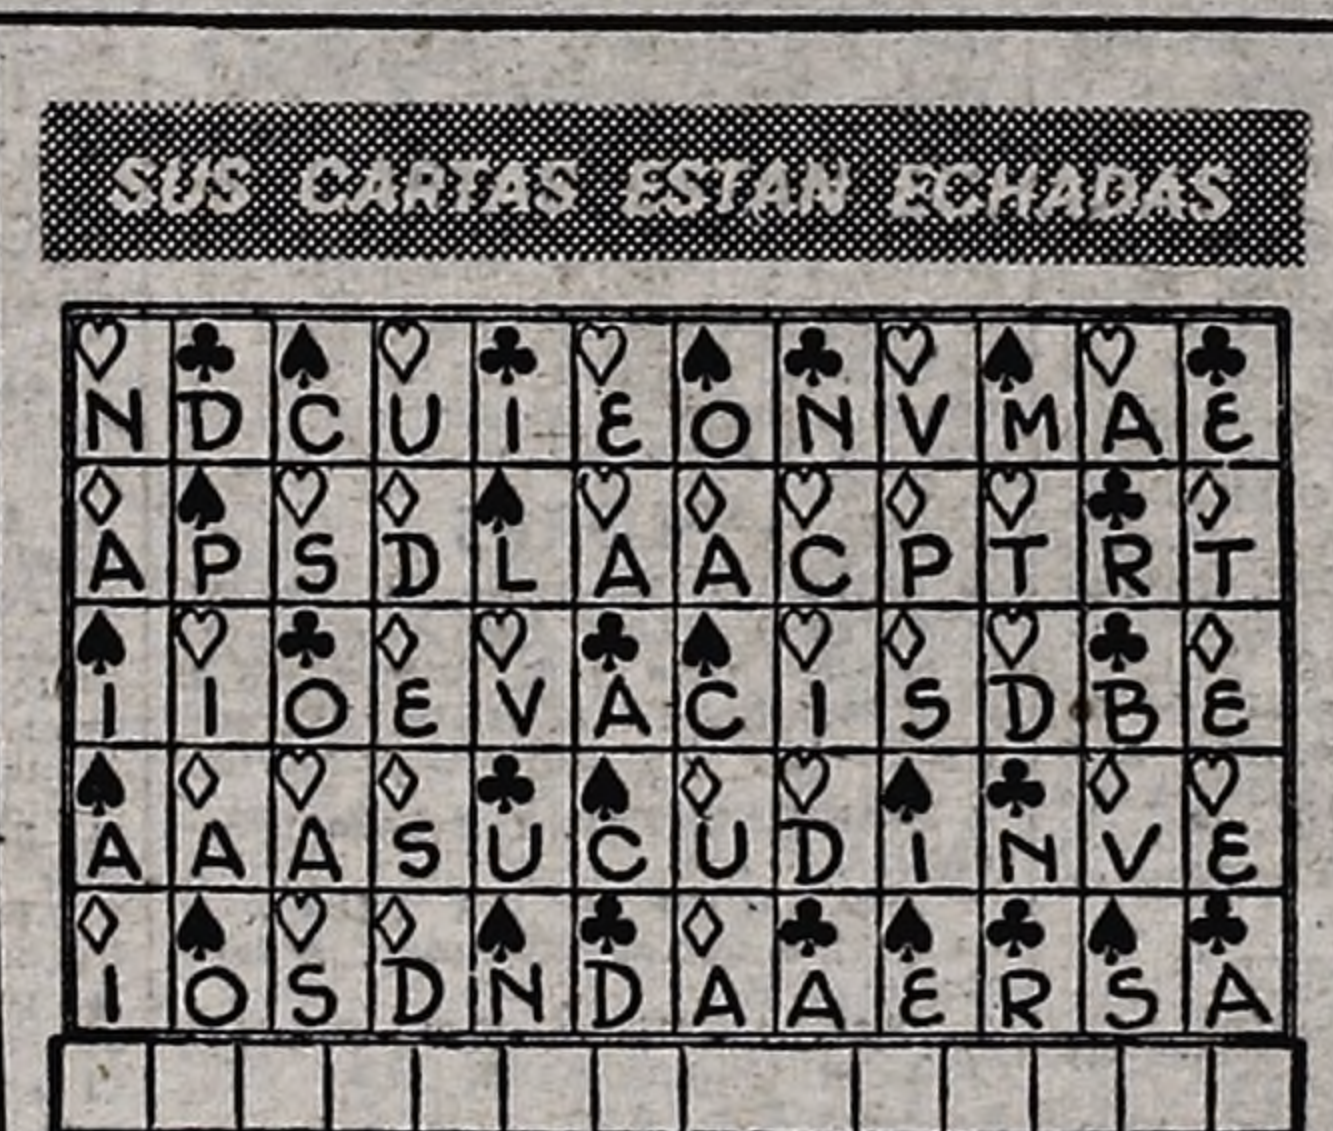 SUS CARTAS ESTAN ECHADAS
♡ ♣ ♠ ♡ ♣ ♡ ♠ ♣ ♡ ♠ ♡ ♣
N D C U I E O N V M A E
♢ ♠ ♡ ♢ ♠ ♡ ♢ ♡ ♢ ♡ ♣ ♢
A P S D L A A C P T R T
♠ ♡ ♣ ♢ ♡ ♣ ♠ ♡ ♢ ♡ ♣ ♢
I I O E V A C I S D B E
♠ ♢ ♡ ♢ ♣ ♠ ♢ ♡ ♠ ♣ ♢ ♡
A A A S U C U D I N V E
♢ ♠ ♡ ♢ ♠ ♣ ♢ ♣ ♠ ♣ ♠ ♣
I O S D N D A A E R S A